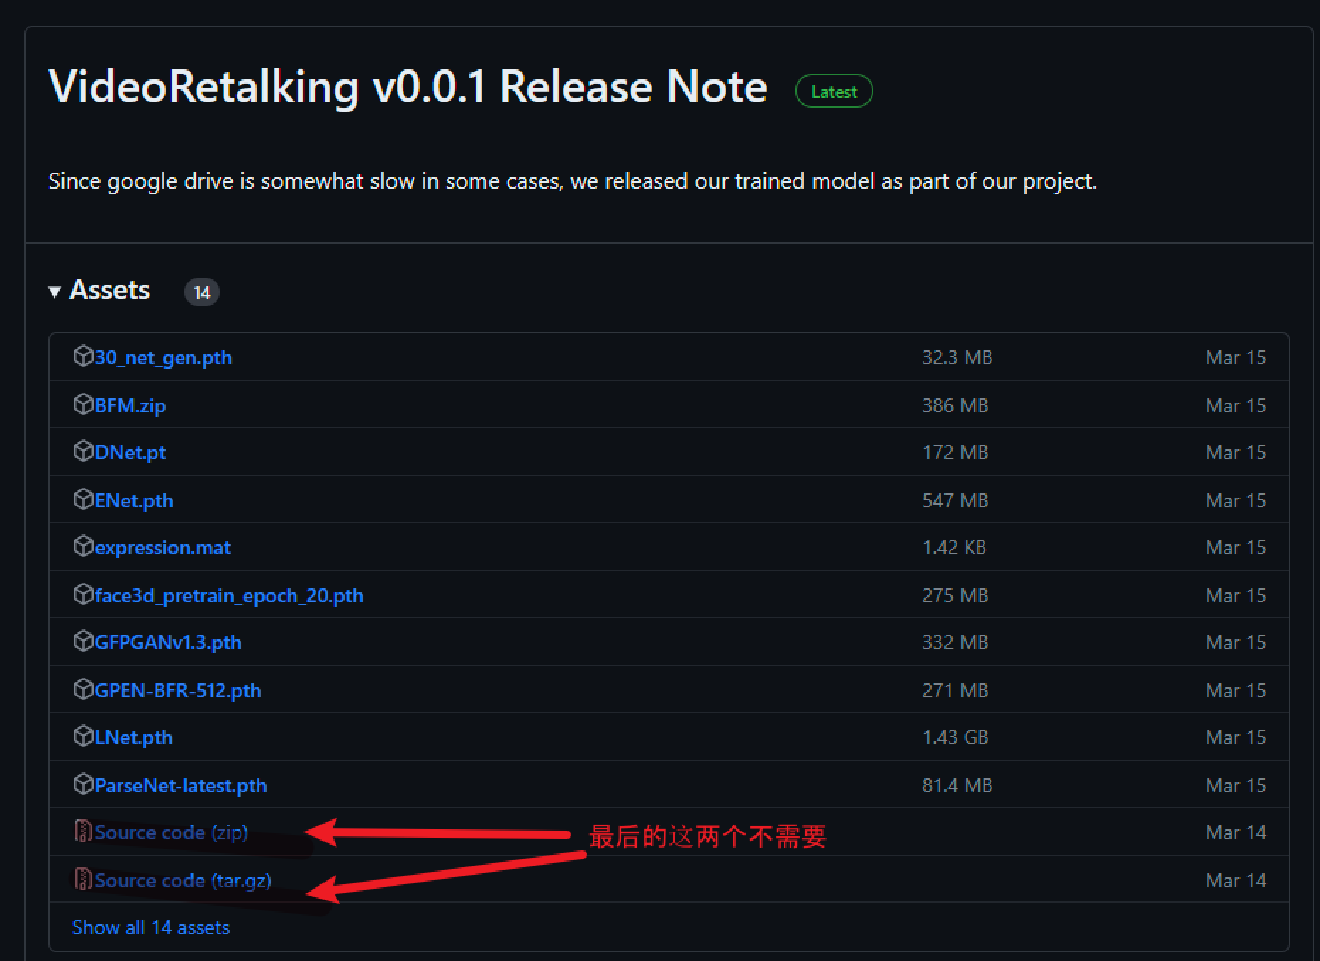 VideoRetalking v0.0.1 Release Note Latest
Since google drive is somewhat slow in some cases, we released our trained model as part of our project.
Assets 14
30_net_gen.pth 32.3 MB Mar 15
BFM.zip 386 MB Mar 15
DNet.pt 172 MB Mar 15
ENet.pth 547 MB Mar 15
expression.mat 1.42 KB Mar 15
face3d_pretrain_epoch_20.pth 275 MB Mar 15
GFPGANv1.3.pth 332 MB Mar 15
GPEN-BFR-512.pth 271 MB Mar 15
LNet.pth 1.43 GB Mar 15
ParseNet-latest.pth 81.4 MB Mar 15
Source code (zip) 最后的这两个不需要 Mar 14
Source code (tar.gz) Mar 14
Show all 14 assets